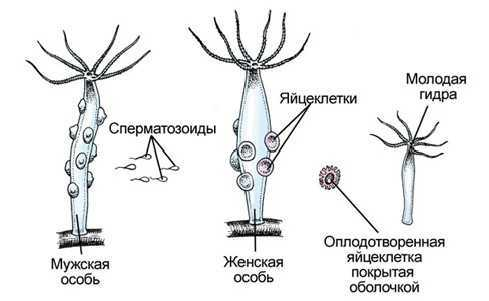 Сперматозоиды
Яйцеклетки
Молодая
гидра
Мужская
особь
Женская
особь
Оплодотворенная
яйцеклетка
покрытая
оболочкой